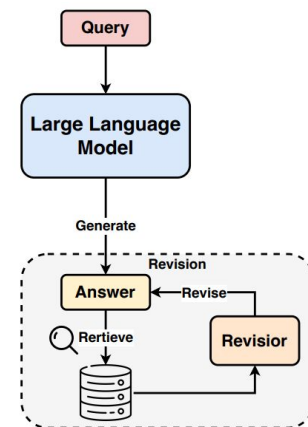 Query
Large Language
Model
Generate
Revision
Answer
Revise
Rertieve
Revisior